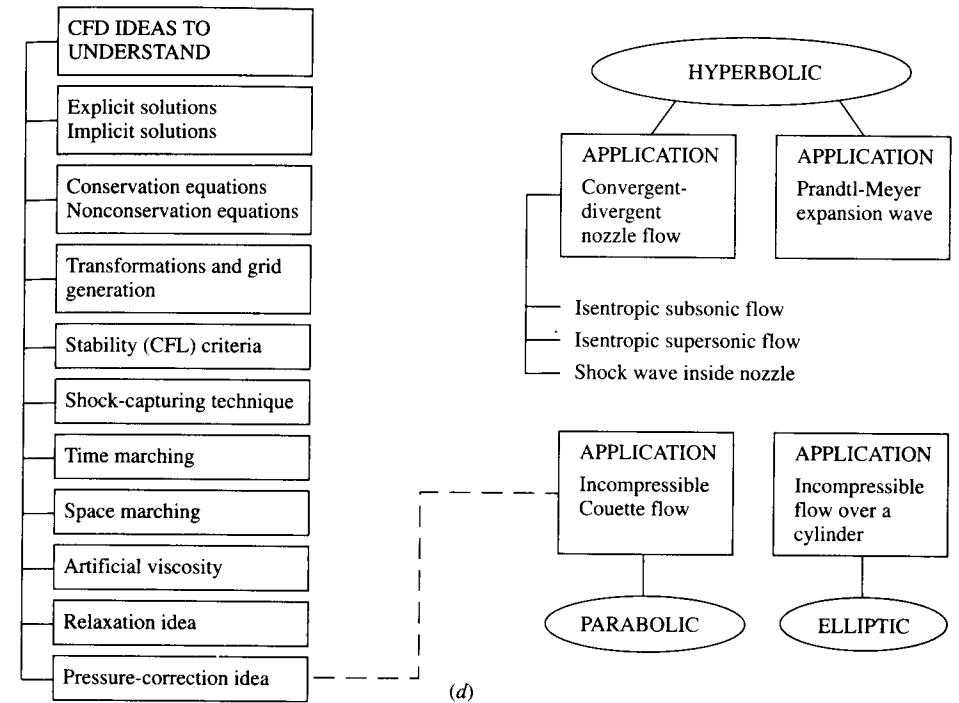 CFD IDEAS TO
UNDERSTAND
Explicit solutions
Implicit solutions
Conservation equations
Nonconservation equations
Transformations and grid
generation
Stability (CFL) criteria
Shock-capturing technique
Time marching
Space marching
Artificial viscosity
Relaxation idea
Pressure-correction idea
HYPERBOLIC
APPLICATION
Convergent-
divergent
nozzle flow
APPLICATION
Prandtl-Meyer
expansion wave
Isentropic subsonic flow
Isentropic supersonic flow
Shock wave inside nozzle
APPLICATION
Incompressible
Couette flow
APPLICATION
Incompressible
flow over a
cylinder
PARABOLIC
ELLIPTIC
(d)